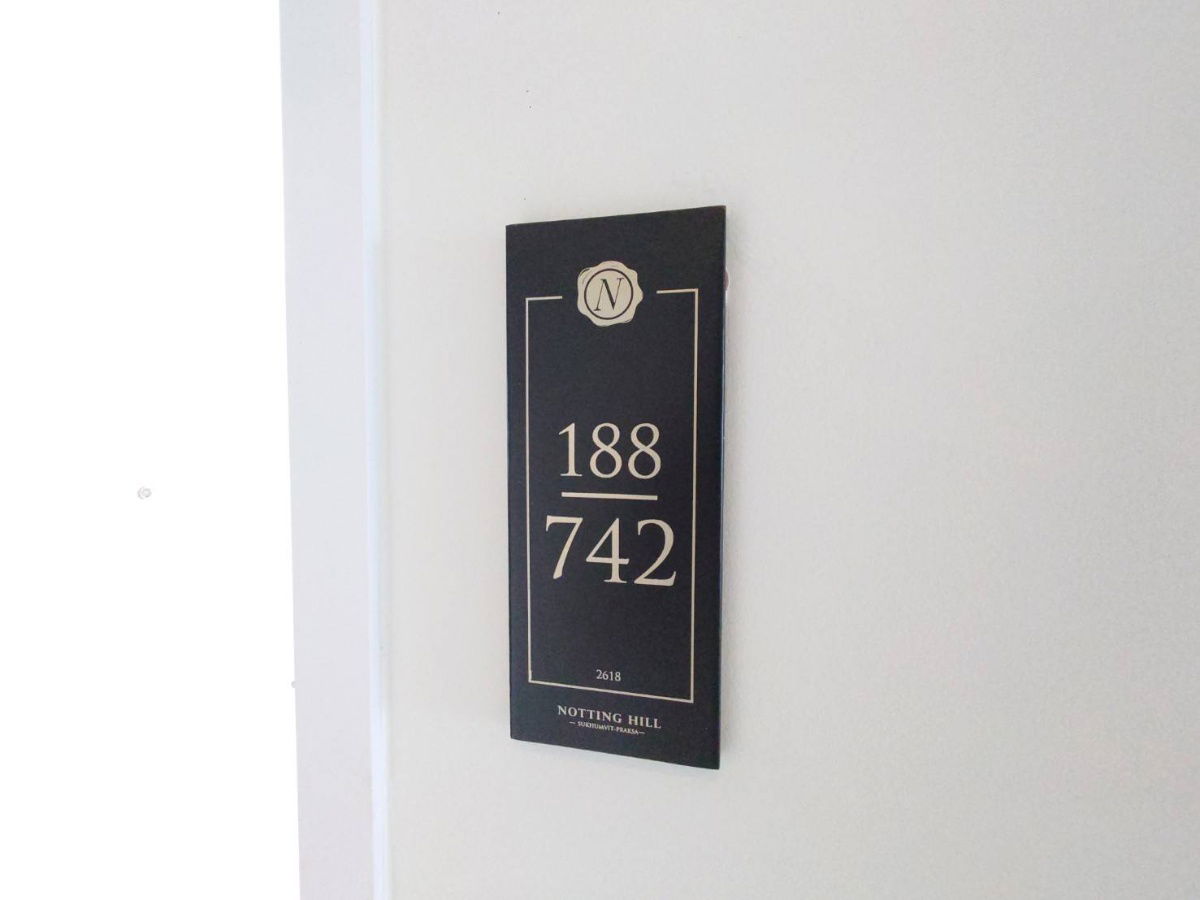 N
188
742
2618
NOTTING HILL
— SUKHUMVIT-PRAKSA —